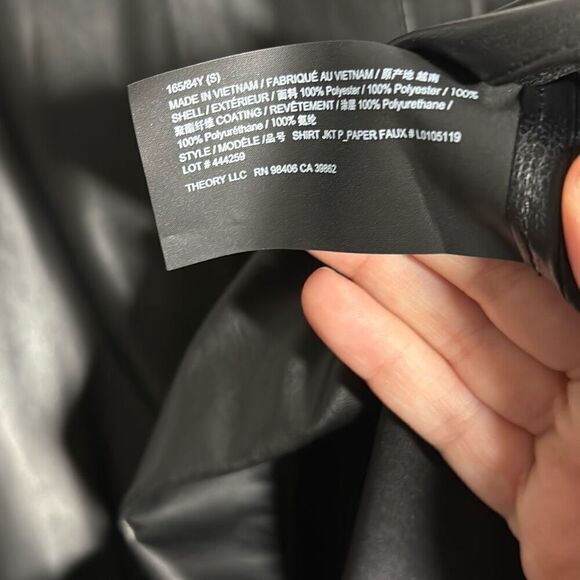 165/84Y (S)
MADE IN VIETNAM / FABRIQUÉ AU VIETNAM / 原产地 越南
SHELL / EXTÉRIEUR / 面料 100% Polyester / 100% Polyester / 100%
聚酯纤维 COATING / REVÊTEMENT / 涂层 100% Polyurethane /
100% Polyuréthane / 100% 氨纶
STYLE / MODÈLE / 品号 SHIRT JKT P_PAPER FAUX # L0105119
LOT # 444259
THEORY LLC RN 98406 CA 39862